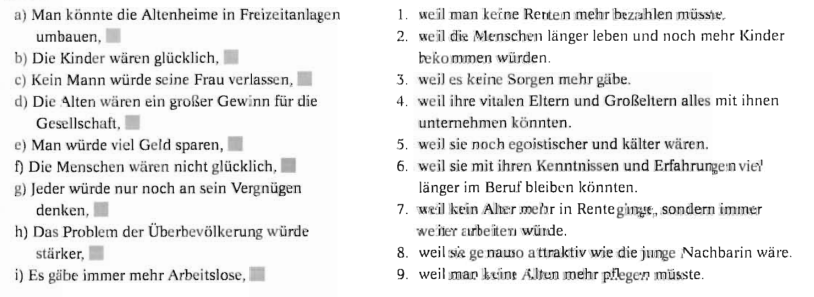 a) Man könnte die Altenheime in Freizeitanlagen
umbauen,
b) Die Kinder wären glücklich,
c) Kein Mann würde seine Frau verlassen,
d) Die Alten wären ein großer Gewinn für die
Gesellschaft,
e) Man würde viel Geld sparen,
f) Die Menschen wären nicht glücklich,
g) Jeder würde nur noch an sein Vergnügen
denken,
h) Das Problem der Überbevölkerung würde
stärker,
i) Es gäbe immer mehr Arbeitslose,
1. weil man keine Renten mehr bezahlen müsste,
2. weil die Menschen länger leben und noch mehr Kinder
bekommen würden.
3. weil es keine Sorgen mehr gäbe.
4. weil ihre vitalen Eltern und Großeltern alles mit ihnen
unternehmen könnten.
5. weil sie noch egoistischer und kälter wären.
6. weil sie mit ihren Kenntnissen und Erfahrungen viel
länger im Beruf bleiben könnten.
7. weil kein Alter mehr in Rente ginge, sondern immer
weiter arbeiten würde.
8. weil sie genauso attraktiv wie die junge Nachbarin wäre.
9. weil man keine Alten mehr pflegen müsste.